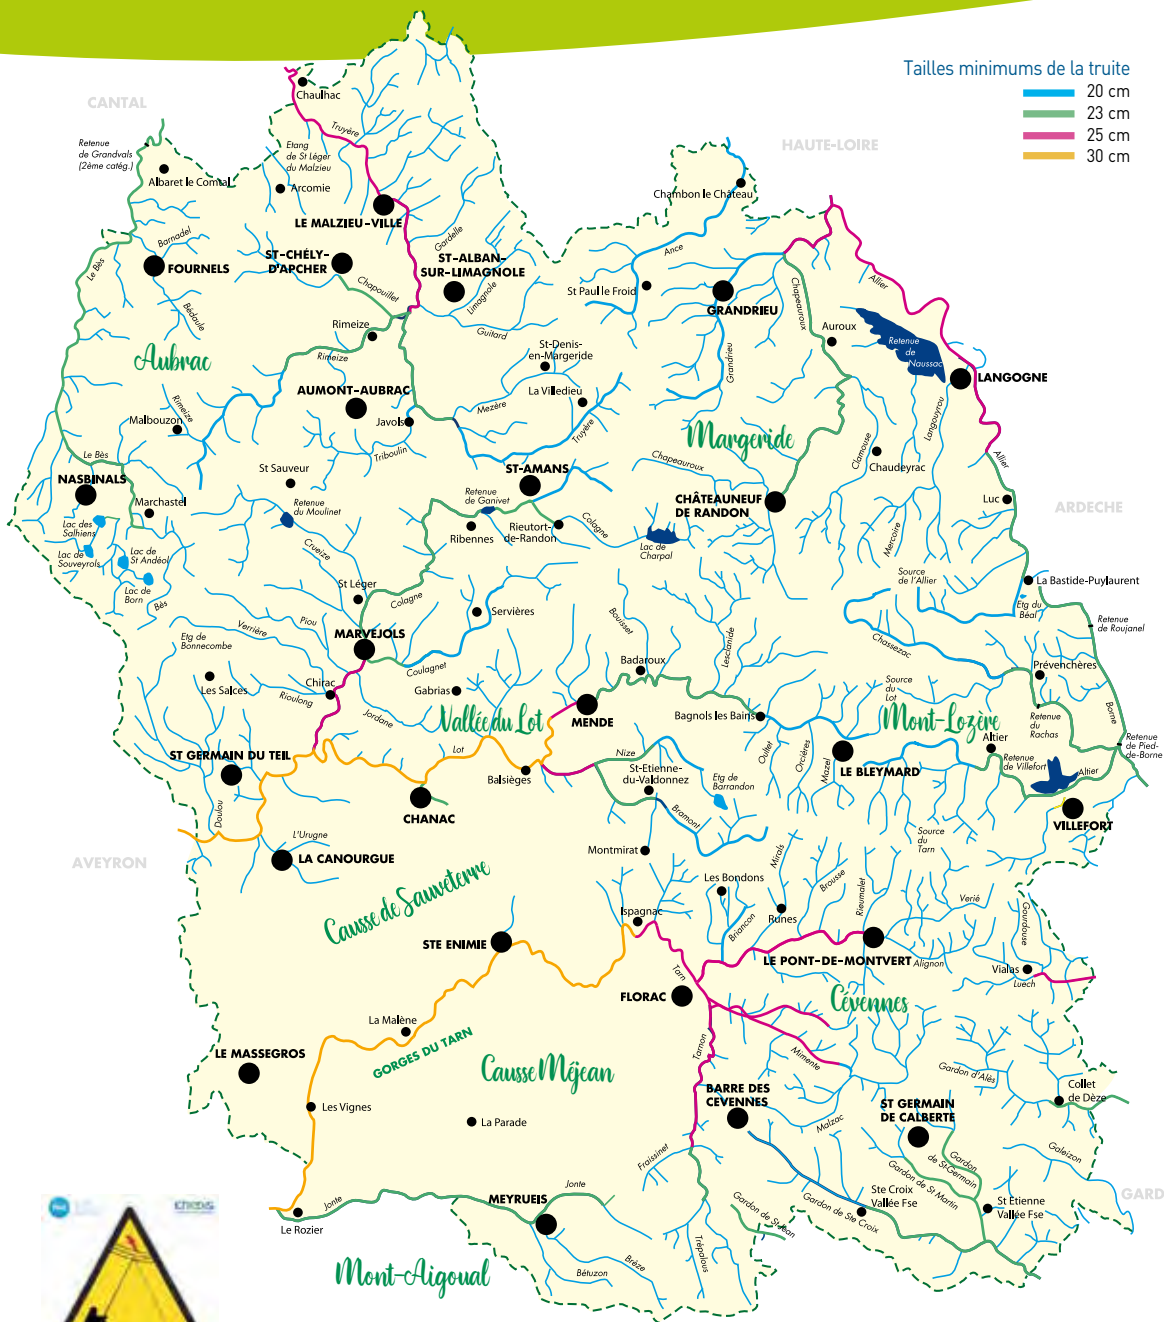 Tailles minimums de la truite
20 cm
23 cm
25 cm
30 cm
CANTAL
Chaulhac
Truyère
HAUTE-LOIRE
Retenue
de Grandvals
(2ème catég.)
Etang
de St Léger
du Malzieu
Albaret le Comtal
Arcomie
Chambon le Château
LE MALZIEU-VILLE
Barnadel
Gardelle
Ance
FOURNELS
ST-CHÉLY-
D'APCHER
ST-ALBAN-
SUR-LIMAGNOLE
Le Bès
Chapouillet
Limagnole
St Paul le Froid
GRANDRIEU
Chapeauroux
Allier
Bédaule
Rimeize
Guitard
Auroux
Retenue
de
Naussac
Aubrac
Rimeize
St-Denis-
en-Margeride
Grandrieu
LANGOGNE
AUMONT-AUBRAC
La Villedieu
Mezère
Truyère
Langouyrou
Rimeize
Malbouzon
Javols
Triboulin
Margeride
Clamouse
Chaudeyrac
Allier
Le Bès
St Sauveur
ST-AMANS
Chapeauroux
NASBINALS
Marchastel
Retenue
du Moulinet
Retenue
de Ganivet
CHÂTEAUNEUF
DE RANDON
Luc
ARDECHE
Lac des
Salhiens
Ribennes
Rieutort-
de-Randon
Colagne
Lac de
Charpal
Mercoire
Lac de
Souveyrols
Lac de
St Andéol
Crueize
Source
de l'Allier
La Bastide-Puylaurent
Lac de
Born
Bès
St Léger
Colagne
Servières
Etg du
Béal
Retenue
de Roujanel
Piou
Verrière
Bouisset
Lesclanide
Chassezac
Etg de
Bonnecombe
MARVEJOLS
Coulagnet
Badaroux
Prévenchères
Les Salces
Chirac
Rioulong
Gabrias
Source
du
Lot
Borne
Jordane
Vallée du Lot
MENDE
Bagnols les Bains
Mont-Lozère
Retenue
du
Rachas
Altier
Retenue
de Pied-
de-Borne
ST GERMAIN DU TEIL
Lot
Balsièges
Nize
St-Etienne-
du-Valdonnez
Oultet
Orcières
Mazel
LE BLEYMARD
Retenue
de Villefort
Altier
Etg de
Barrandon
Doulou
CHANAC
Bramont
VILLEFORT
L'Urugne
Source
du
Tarn
AVEYRON
LA CANOURGUE
Montmirat
Mirals
Causse de Sauveterre
Les Bondons
Brousse
Rieumalet
Verié
Gourdouse
Ispagnac
Briançon
Runes
STE ENIMIE
LE PONT-DE-MONTVERT
Alignon
Vialas
Luech
Tarn
FLORAC
Cévennes
La Malène
GORGES DU TARN
Tarnon
Mimente
LE MASSEGROS
Causse Méjean
Gardon d'Alès
Collet
de Dèze
BARRE DES
CEVENNES
ST GERMAIN
DE CALBERTE
Les Vignes
La Parade
Malzac
Galeizon
Fraissinet
Gardon
de St-Germain
Gardon de St Martin
GARD
Jonte
Jonte
MEYRUEIS
Ste Croix
Vallée Fse
St Etienne
Vallée Fse
Le Rozier
Gardon de St Jean
Gardon de Ste Croix
Trépalous
Mont-Aigoual
Brèze
Bétuzon